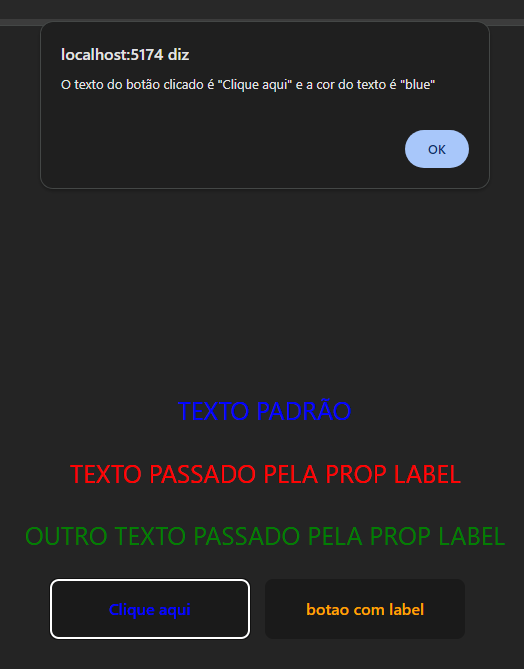 localhost:5174 diz
O texto do botão clicado é "Clique aqui" e a cor do texto é "blue"
OK
TEXTO PADRÃO
TEXTO PASSADO PELA PROP LABEL
OUTRO TEXTO PASSADO PELA PROP LABEL
Clique aqui botao com label